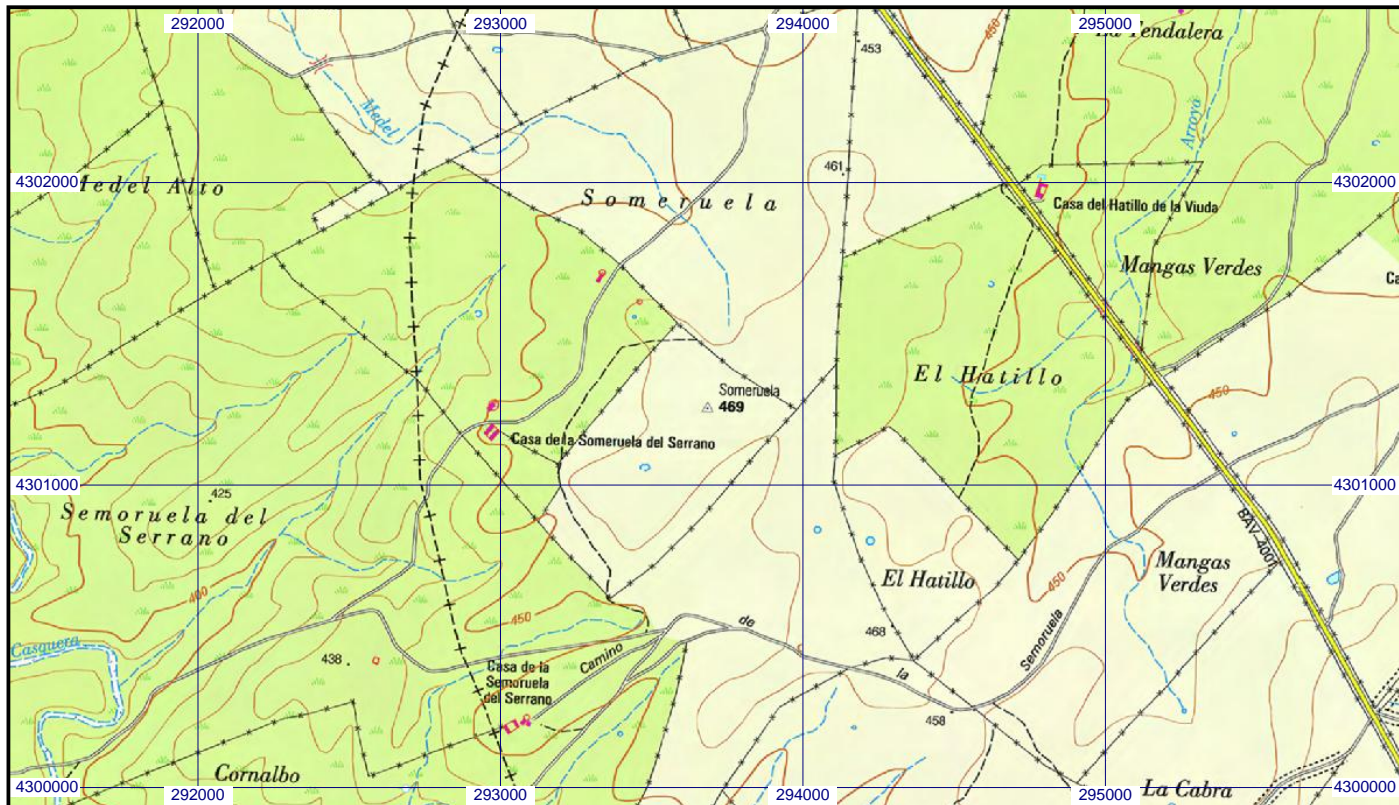 292000
293000
294000
295000
La Tendalera
450
453
Medel
Arroyo
461
4302000
Medel Alto
Someruela
4302000
Casa del Hatillo de la Viuda
Mangas Verdes
El Hatillo
Someruela
469
450
Casa de la Someruela del Serrano
4301000
4301000
425
Semoruela del
Serrano
BAV-4001
Mangas
Verdes
El Hatillo
450
400
450
de
468
Semoruela
Casquera
438
Casa de la
Semoruela
del Serrano
Camino
la
458
Cornalbo
La Cabra
4300000
4300000
292000
293000
294000
295000